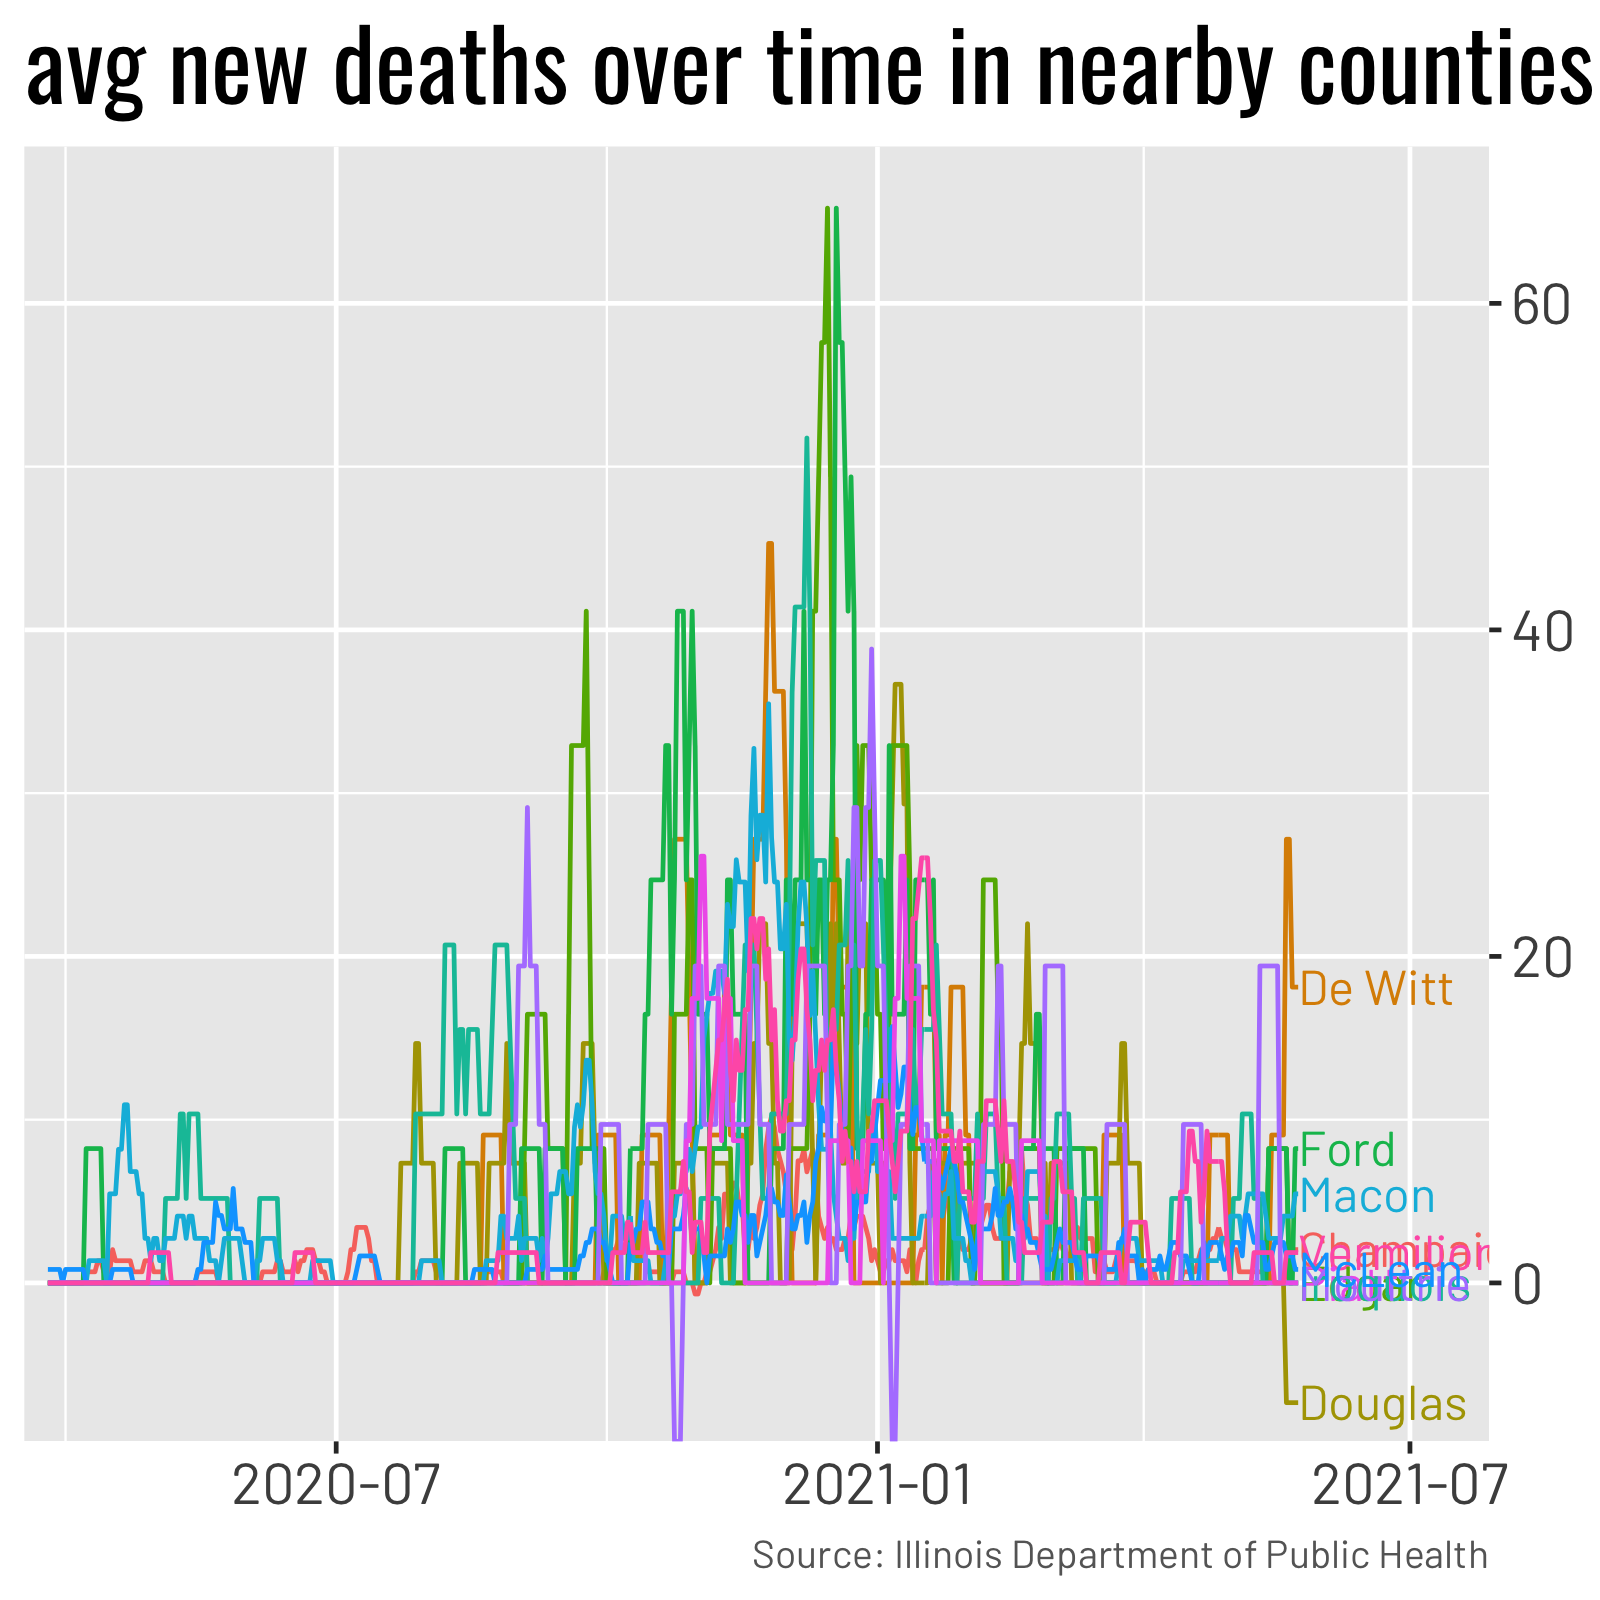 avg new deaths over time in nearby counties
60
40
20
De Witt
Ford
Macon
0
Douglas
2020-07
2021-01
2021-07
Source: Illinois Department of Public Health